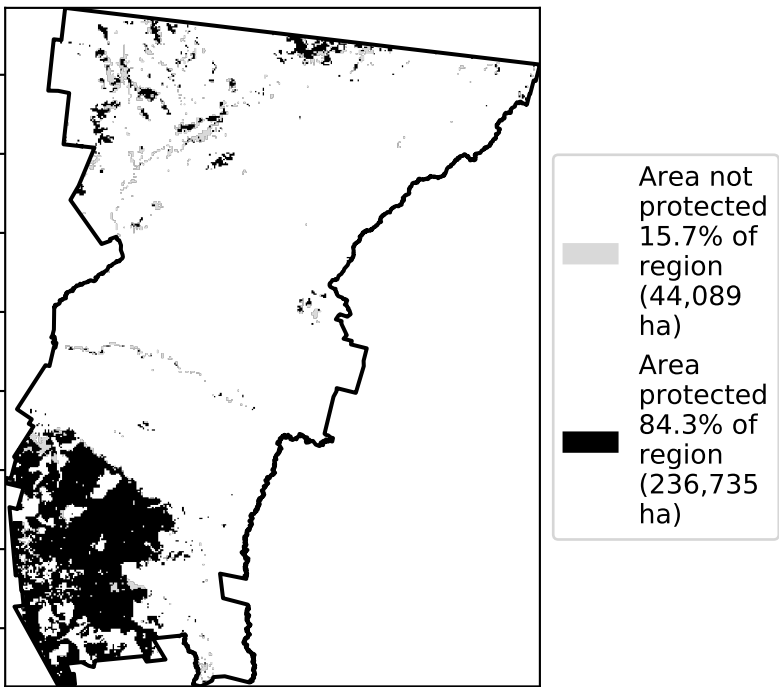 Area not
protected
15.7% of
region
(44,089
ha)
Area
protected
84.3% of
region
(236,735
ha)